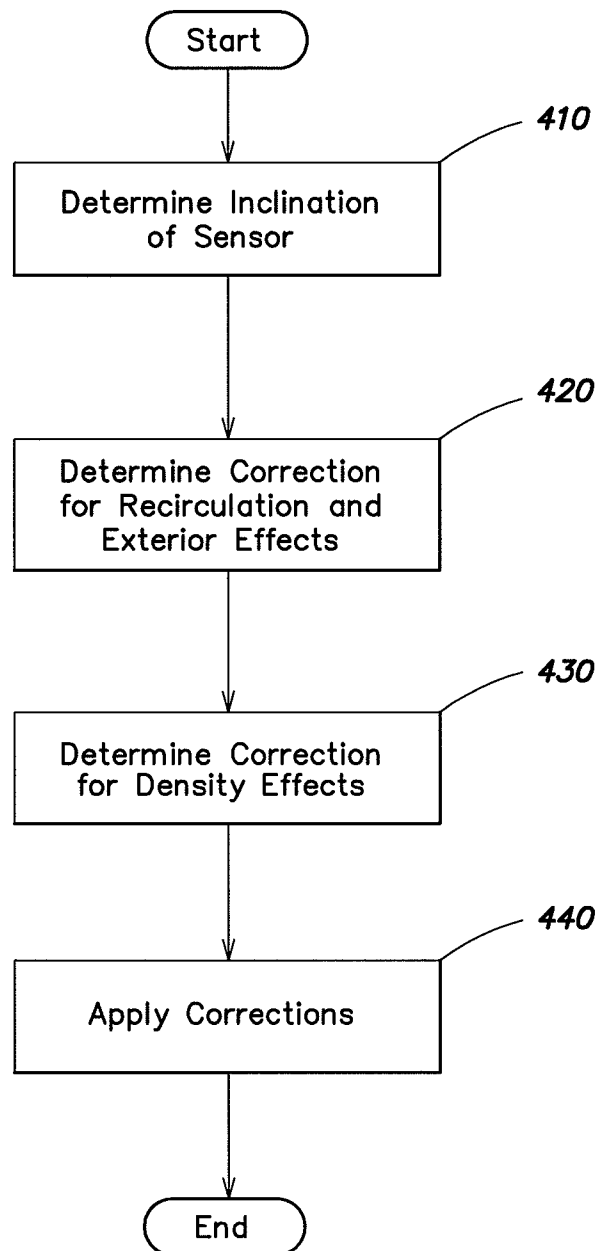 Start
410
Determine Inclination
of Sensor
420
Determine Correction
for Recirculation and
Exterior Effects
430
Determine Correction
for Density Effects
440
Apply Corrections
End